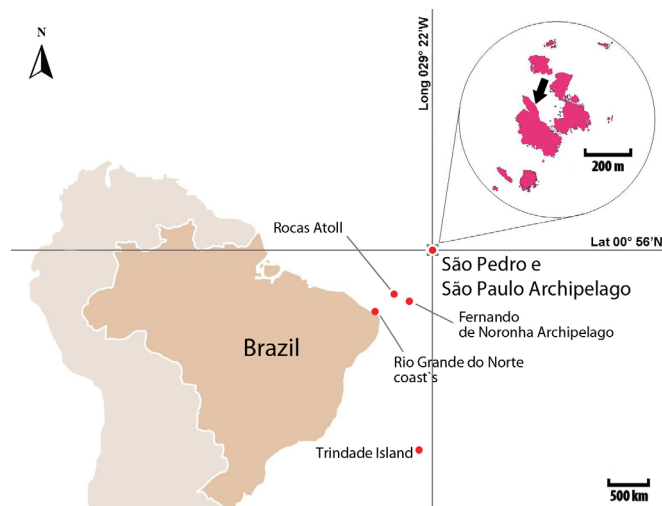 N
Long 029° 22'W
200 m
Rocas Atoll
Lat 00° 56'N
São Pedro e
São Paulo Archipelago
Fernando
de Noronha Archipelago
Brazil
Rio Grande do Norte
coast`s
Trindade Island
500 km